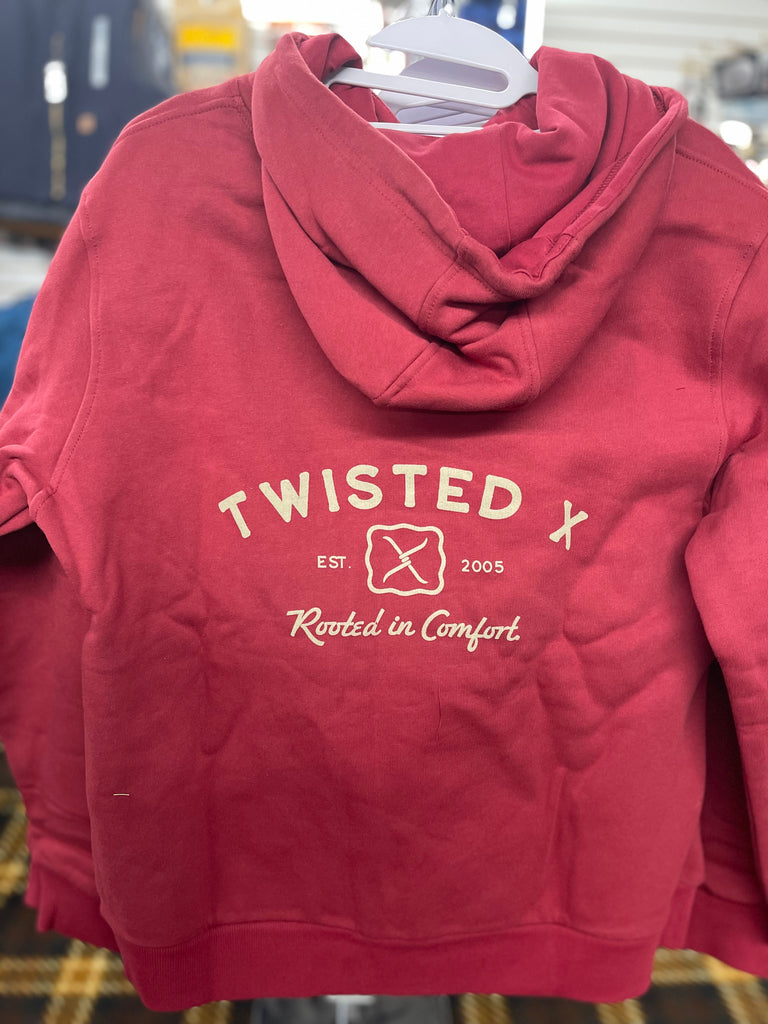 TWISTED X
EST. 2005
Rooted in Comfort.